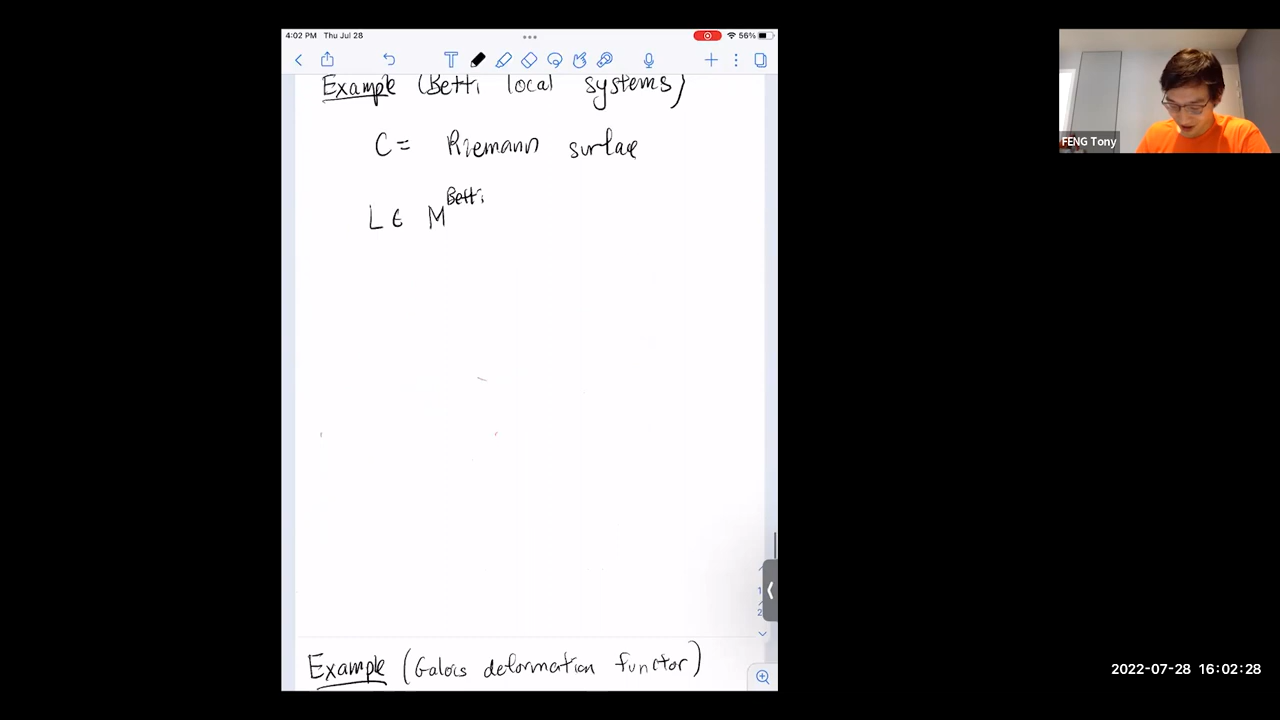 4:02 PM Thu Jul 28
56%
Example (Betti local systems)
C = Riemann surface
L ∈ M^Betti
FENG Tony
Example (Galois deformation functor)
2022-07-28 16:02:28